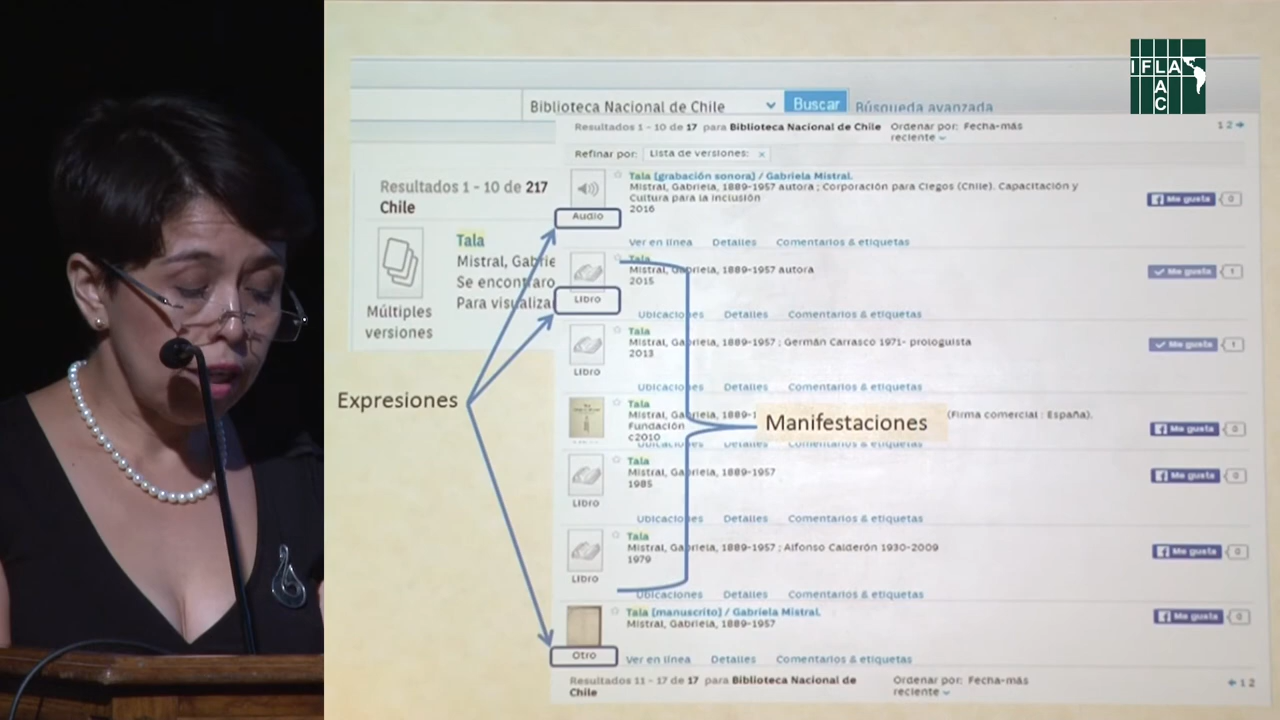 IFLA
LAC
Biblioteca Nacional de Chile
Buscar
Búsqueda avanzada
Resultados 1 - 10 de 17 para Biblioteca Nacional de Chile
Ordenar por: Fecha-más
reciente
1 2
Refinar por:
Lista de versiones: x
Resultados 1 - 10 de 217
Chile
Tala
Mistral, Gabrie
Se encontraro
Para visualiza
Múltiples
versiones
Tala [grabación sonora] / Gabriela Mistral.
Mistral, Gabriela, 1889-1957 autora ; Corporación para Ciegos (Chile). Capacitación y
Cultura para la Inclusión
2016
Audio
Me gusta 0
Ver en línea Detalles Comentarios & etiquetas
Tala
Mistral, Gabriela, 1889-1957 autora
2015
Libro
Me gusta 1
Ubicaciones Detalles Comentarios & etiquetas
Tala
Mistral, Gabriela, 1889-1957 ; Germán Carrasco 1971- prologuista
2013
Libro
Me gusta 1
Ubicaciones Detalles Comentarios & etiquetas
Expresiones
Manifestaciones
Tala
Mistral, Gabriela, 1889-1 (Firma comercial : España).
Fundación
c2010
Me gusta 0
Ubicaciones Detalles Comentarios & etiquetas
Tala
Mistral, Gabriela, 1889-1957
1985
Libro
Me gusta 0
Ubicaciones Detalles Comentarios & etiquetas
Tala
Mistral, Gabriela, 1889-1957 ; Alfonso Calderón 1930-2009
1979
Libro
Me gusta 0
Ubicaciones Detalles Comentarios & etiquetas
Tala [manuscrito] / Gabriela Mistral.
Mistral, Gabriela, 1889-1957
Otro
Me gusta 0
Ver en línea Detalles Comentarios & etiquetas
Resultados 11 - 17 de 17 para Biblioteca Nacional de
Chile
Ordenar por: Fecha-más
reciente
1 2